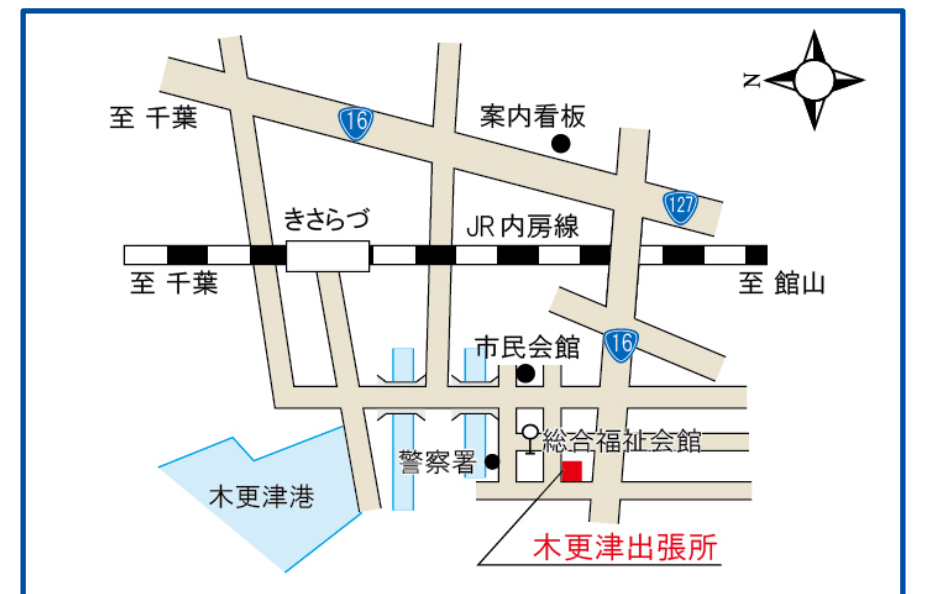 N
至 千葉
16
案内看板
127
きさらづ
JR内房線
至 千葉
至 館山
市民会館
16
総合福祉会館
警察署
木更津港
木更津出張所